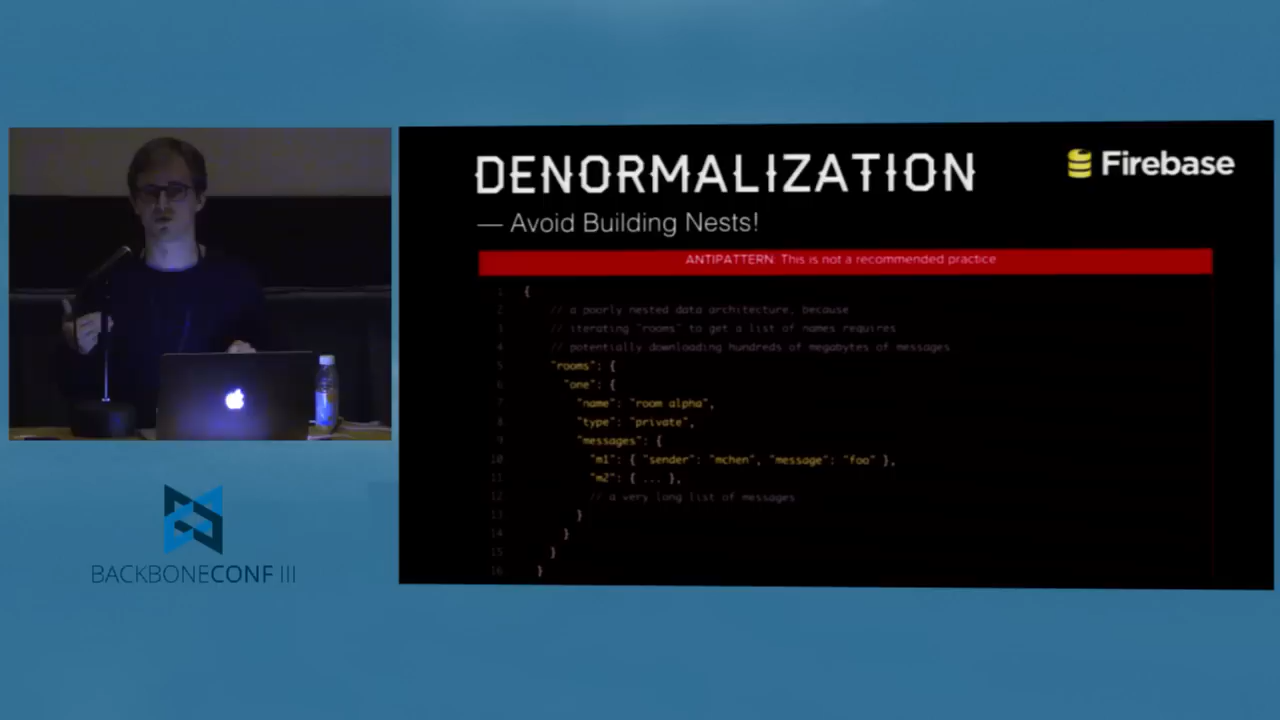 DENORMALIZATION
Firebase
— Avoid Building Nests!
ANTIPATTERN: This is not a recommended practice
1 {
2 // a poorly nested data architecture, because
3 // iterating "rooms" to get a list of names requires
4 // potentially downloading hundreds of megabytes of messages
5 "rooms": {
6 "one": {
7 "name": "room alpha",
8 "type": "private",
9 "messages": {
10 "m1": { "sender": "mchen", "message": "foo" },
11 "m2": { ... },
12 // a very long list of messages
13 }
14 }
15 }
16 }
BACKBONECONF III